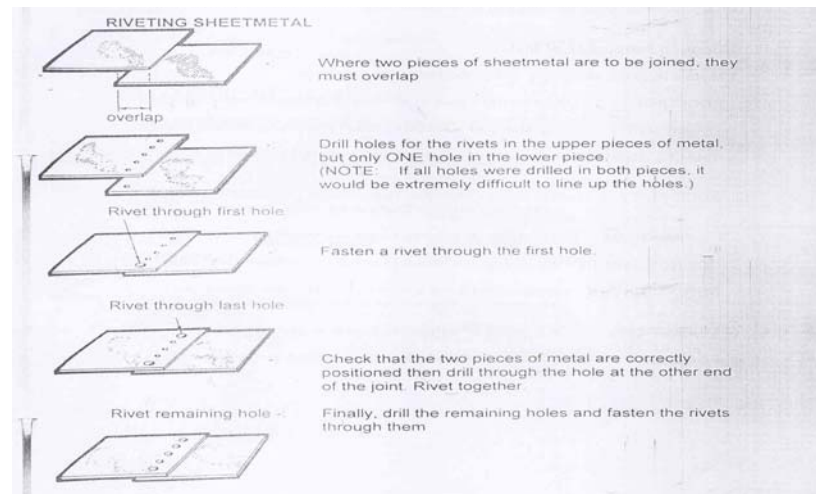 RIVETING SHEETMETAL
Where two pieces of sheetmetal are to be joined, they
must overlap
overlap
Drill holes for the rivets in the upper pieces of metal,
but only ONE hole in the lower piece.
(NOTE: If all holes were drilled in both pieces, it
would be extremely difficult to line up the holes.)
Rivet through first hole
Fasten a rivet through the first hole.
Rivet through last hole
Check that the two pieces of metal are correctly
positioned then drill through the hole at the other end
of the joint. Rivet together.
Rivet remaining hole -:
Finally, drill the remaining holes and fasten the rivets
through them